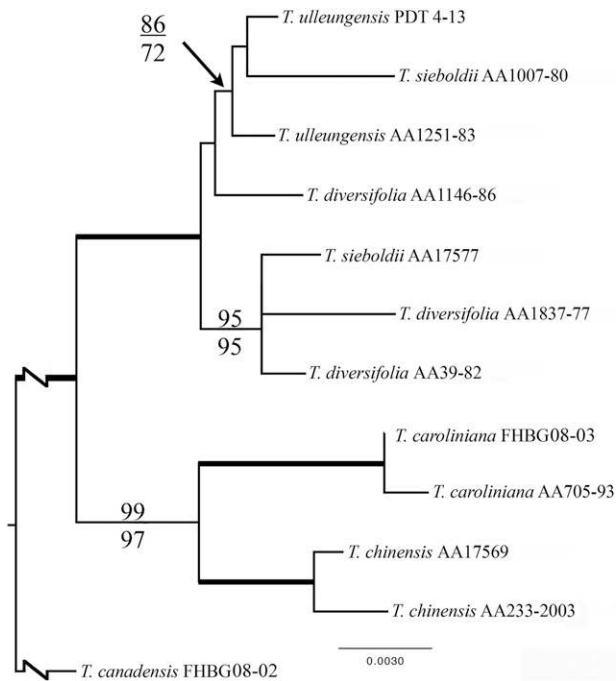 86
72
T. ulleungensis PDT 4-13
T. sieboldii AA1007-80
T. ulleungensis AA1251-83
T. diversifolia AA1146-86
T. sieboldii AA17577
95
95
T. diversifolia AA1837-77
T. diversifolia AA39-82
T. caroliniana FHBG08-03
T. caroliniana AA705-93
99
97
T. chinensis AA17569
T. chinensis AA233-2003
0.0030
T. canadensis FHBG08-02